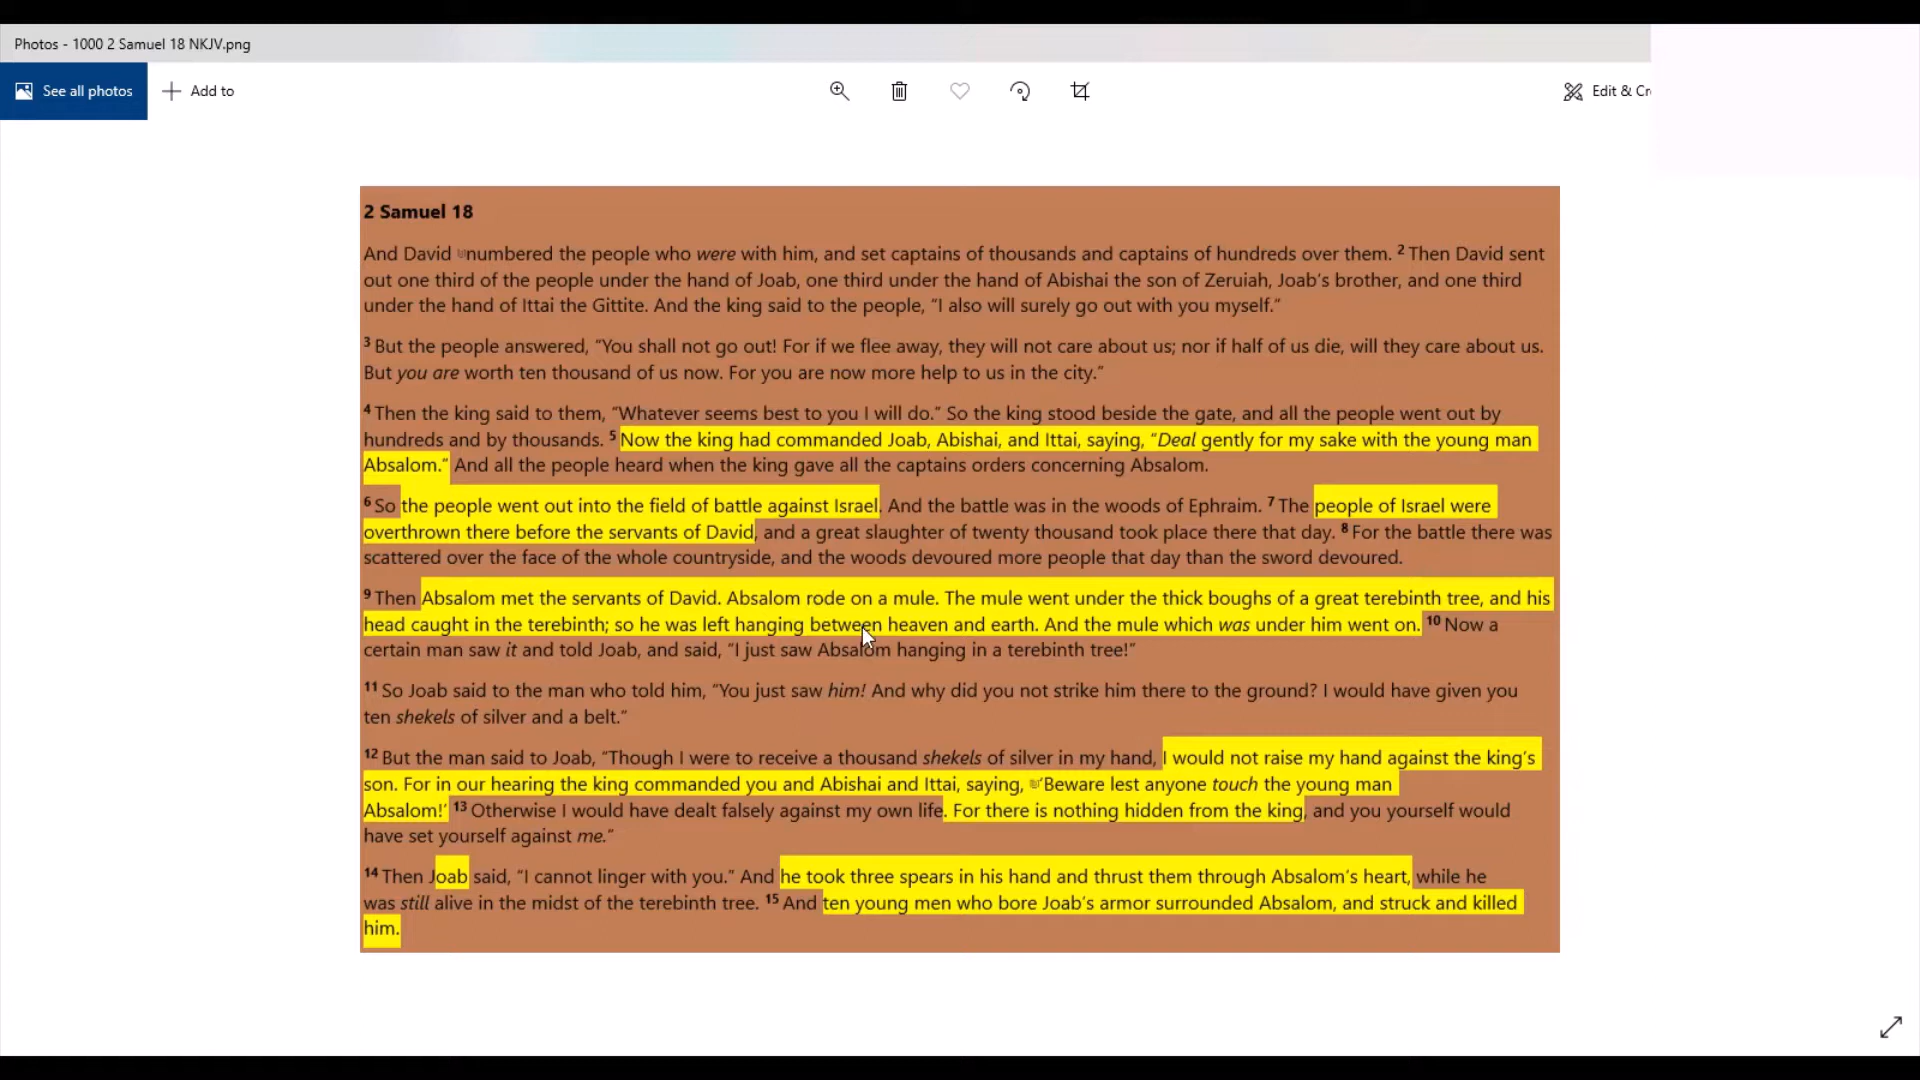 Photos - 1000 2 Samuel 18 NKJV.png
See all photos
Add to
Edit & Cr
2 Samuel 18
And David numbered the people who were with him, and set captains of thousands and captains of hundreds over them. 2 Then David sent
out one third of the people under the hand of Joab, one third under the hand of Abishai the son of Zeruiah, Joab's brother, and one third
under the hand of Ittai the Gittite. And the king said to the people, "I also will surely go out with you myself."
3 But the people answered, "You shall not go out! For if we flee away, they will not care about us; nor if half of us die, will they care about us.
But you are worth ten thousand of us now. For you are now more help to us in the city."
4 Then the king said to them, "Whatever seems best to you I will do." So the king stood beside the gate, and all the people went out by
hundreds and by thousands. 5 Now the king had commanded Joab, Abishai, and Ittai, saying, "Deal gently for my sake with the young man
Absalom." And all the people heard when the king gave all the captains orders concerning Absalom.
6 So the people went out into the field of battle against Israel. And the battle was in the woods of Ephraim. 7 The people of Israel were
overthrown there before the servants of David, and a great slaughter of twenty thousand took place there that day. 8 For the battle there was
scattered over the face of the whole countryside, and the woods devoured more people that day than the sword devoured.
9 Then Absalom met the servants of David. Absalom rode on a mule. The mule went under the thick boughs of a great terebinth tree, and his
head caught in the terebinth; so he was left hanging between heaven and earth. And the mule which was under him went on. 10 Now a
certain man saw it and told Joab, and said, "I just saw Absalom hanging in a terebinth tree!"
11 So Joab said to the man who told him, "You just saw him! And why did you not strike him there to the ground? I would have given you
ten shekels of silver and a belt."
12 But the man said to Joab, "Though I were to receive a thousand shekels of silver in my hand, I would not raise my hand against the king's
son. For in our hearing the king commanded you and Abishai and Ittai, saying, 'Beware lest anyone touch the young man
Absalom!' 13 Otherwise I would have dealt falsely against my own life. For there is nothing hidden from the king, and you yourself would
have set yourself against me."
14 Then Joab said, "I cannot linger with you." And he took three spears in his hand and thrust them through Absalom's heart, while he
was still alive in the midst of the terebinth tree. 15 And ten young men who bore Joab's armor surrounded Absalom, and struck and killed
him.